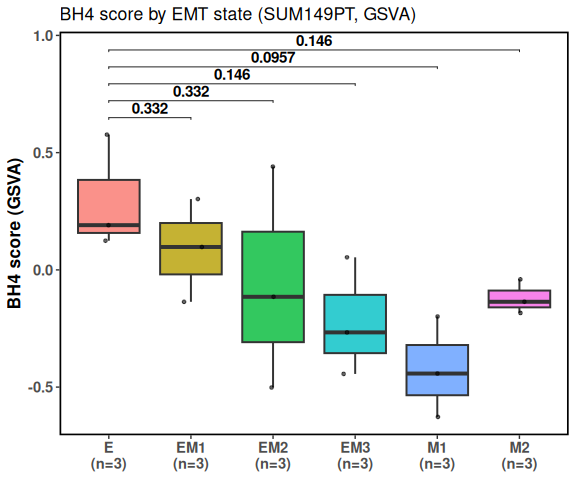 BH4 score by EMT state (SUM149PT, GSVA)
1.0
0.5
0.0
-0.5
BH4 score (GSVA)
0.146
0.0957
0.146
0.332
0.332
E EM1 EM2 EM3 M1 M2
(n=3) (n=3) (n=3) (n=3) (n=3) (n=3)